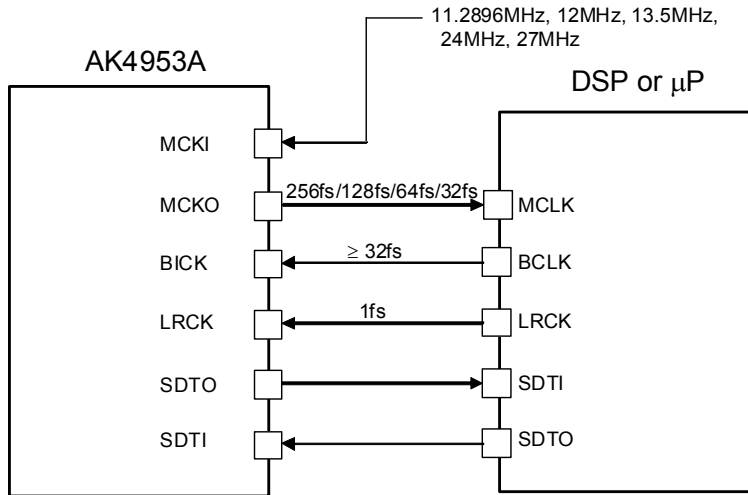 11.2896MHz, 12MHz, 13.5MHz,
24MHz, 27MHz
AK4953A
DSP or μP
MCKI
MCKO
256fs/128fs/64fs/32fs
MCLK
BICK
≥ 32fs
BCLK
LRCK
1fs
LRCK
SDTO
SDTI
SDTI
SDTO